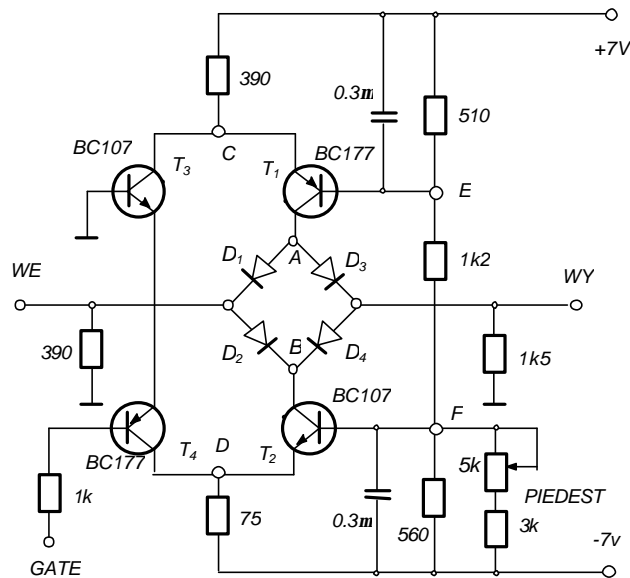 +7V
390
0.3m
510
BC107
C
BC177
T3
T1
E
WE
D1
A
D3
1k2
WY
390
D2
B
D4
1k5
BC107
F
BC177
T4
D
T2
5k
PIEDEST
1k
75
0.3m
560
3k
GATE
-7v